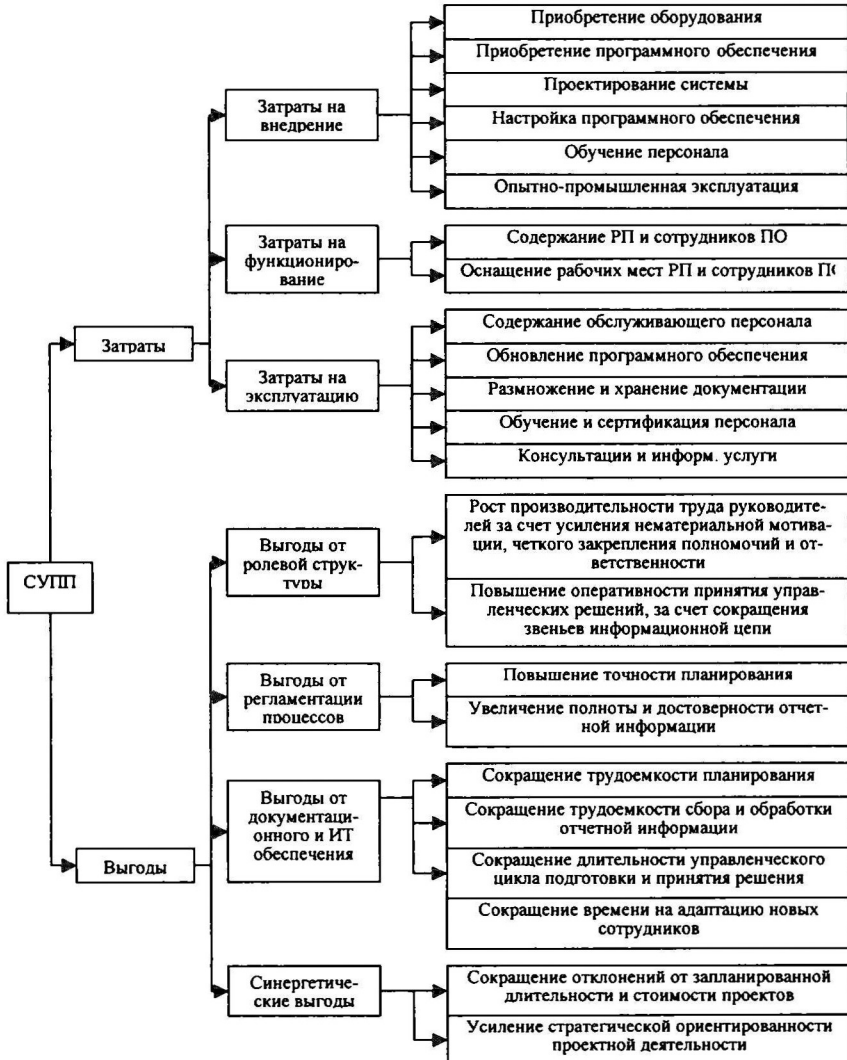 Приобретение оборудования
Приобретение программного обеспечения
Проектирование системы
Настройка программного обеспечения
Обучение персонала
Опытно-промышленная эксплуатация
Затраты на
внедрение
Затраты на
функциониро-
вание
Содержание РП и сотрудников ПО
Оснащение рабочих мест РП и сотрудников ПО
Затраты
Затраты на
эксплуатацию
Содержание обслуживающего персонала
Обновление программного обеспечения
Размножение и хранение документации
Обучение и сертификация персонала
Консультации и информ. услуги
СУПП
Выгоды от
ролевой струк-
туры
Рост производительности труда руководите-
лей за счет усиления нематериальной мотива-
ции, четкого закрепления полномочий и от-
ветственности
Повышение оперативности принятия управ-
ленческих решений, за счет сокращения
звеньев информационной цепи
Выгоды от
регламентации
процессов
Повышение точности планирования
Увеличение полноты и достоверности отчет-
ной информации
Выгоды
Выгоды от
документаци-
онного и ИТ
обеспечения
Сокращение трудоемкости планирования
Сокращение трудоемкости сбора и обработки
отчетной информации
Сокращение длительности управленческого
цикла подготовки и принятия решения
Сокращение времени на адаптацию новых
сотрудников
Синергетиче-
ские выгоды
Сокращение отклонений от запланированной
длительности и стоимости проектов
Усиление стратегической ориентированности
проектной деятельности